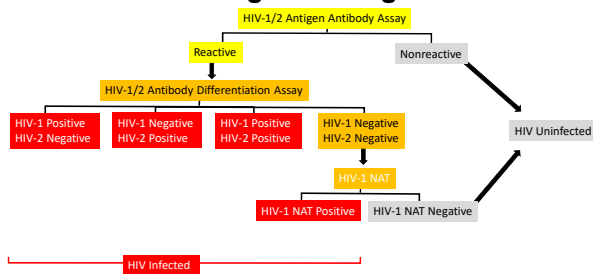 HIV-1/2 Antigen Antibody Assay
Reactive
Nonreactive
HIV-1/2 Antibody Differentiation Assay
HIV-1 Positive
HIV-2 Negative
HIV-1 Negative
HIV-2 Positive
HIV-1 Positive
HIV-2 Positive
HIV-1 Negative
HIV-2 Negative
HIV Uninfected
HIV-1 NAT
HIV-1 NAT Positive
HIV-1 NAT Negative
HIV Infected